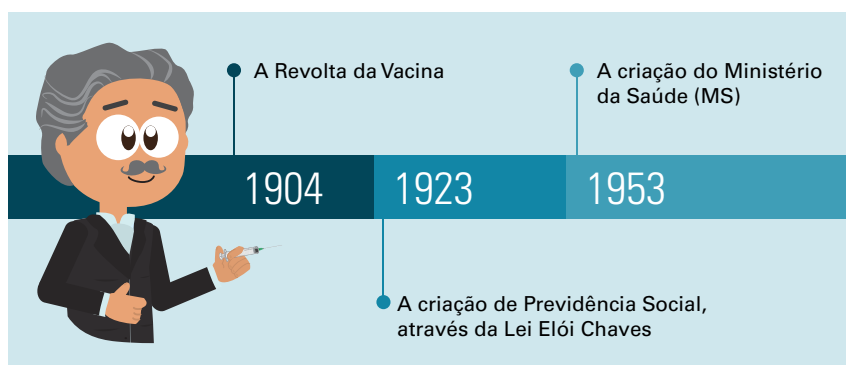 A Revolta da Vacina
A criação do Ministério
da Saúde (MS)
1904
1923
1953
A criação de Previdência Social,
através da Lei Elói Chaves